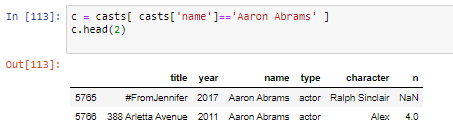 In [113]: c = casts[ casts['name']=='Aaron Abrams' ]
c.head(2)
Out[113]:
title year name type character n
5765 #FromJennifer 2017 Aaron Abrams actor Ralph Sinclair NaN
5766 388 Arletta Avenue 2011 Aaron Abrams actor Alex 4.0